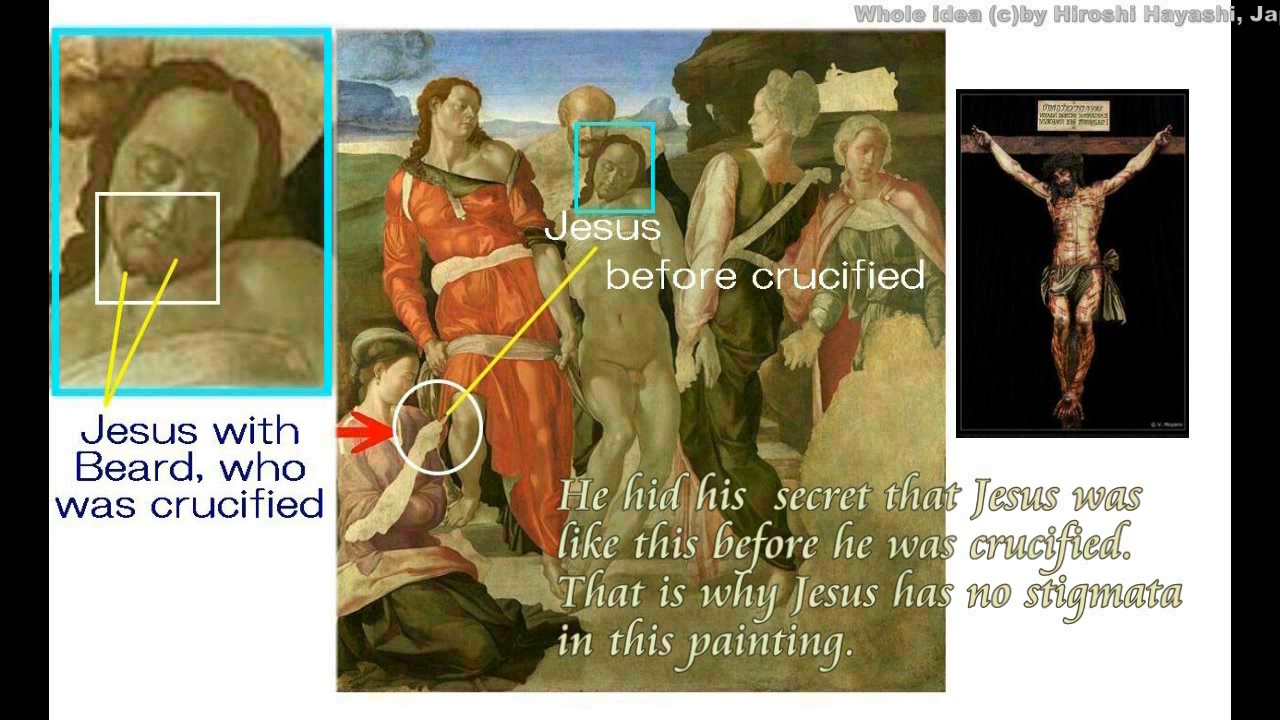 Whole idea (c)by Hiroshi Hayashi, Ja
Jesus
before crucified
Jesus with
Beard, who
was crucified
He hid his secret that Jesus was
like this before he was crucified.
That is why Jesus has no stigmata
in this painting.